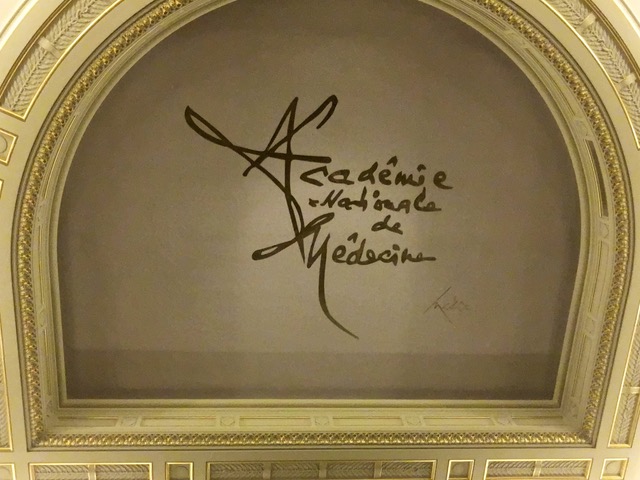 Académie
Nationale
de
Médecine